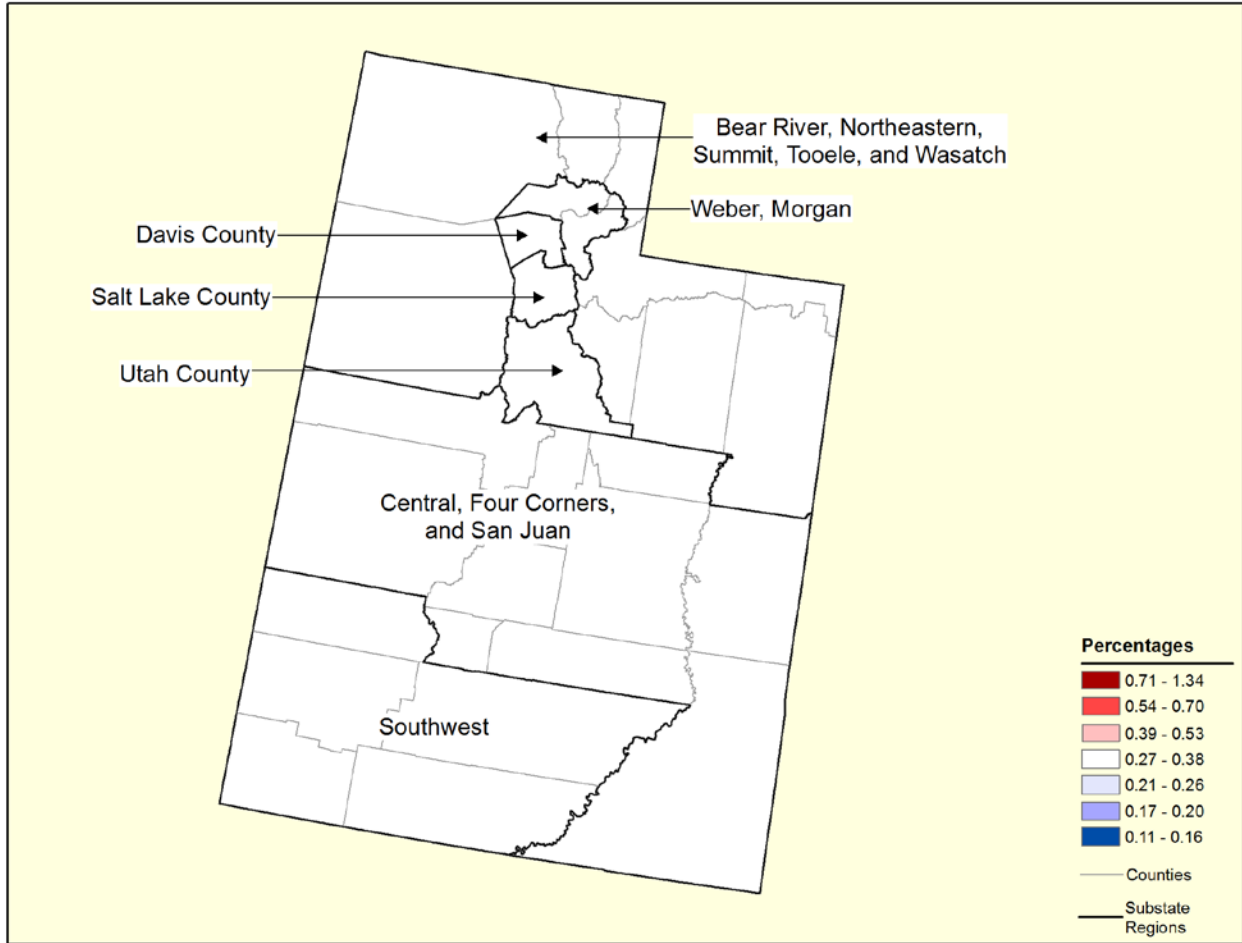 Bear River, Northeastern,
Summit, Tooele, and Wasatch
Weber, Morgan
Davis County
Salt Lake County
Utah County
Central, Four Corners,
and San Juan
Southwest
Percentages
0.71 - 1.34
0.54 - 0.70
0.39 - 0.53
0.27 - 0.38
0.21 - 0.26
0.17 - 0.20
0.11 - 0.16
Counties
Substate
Regions